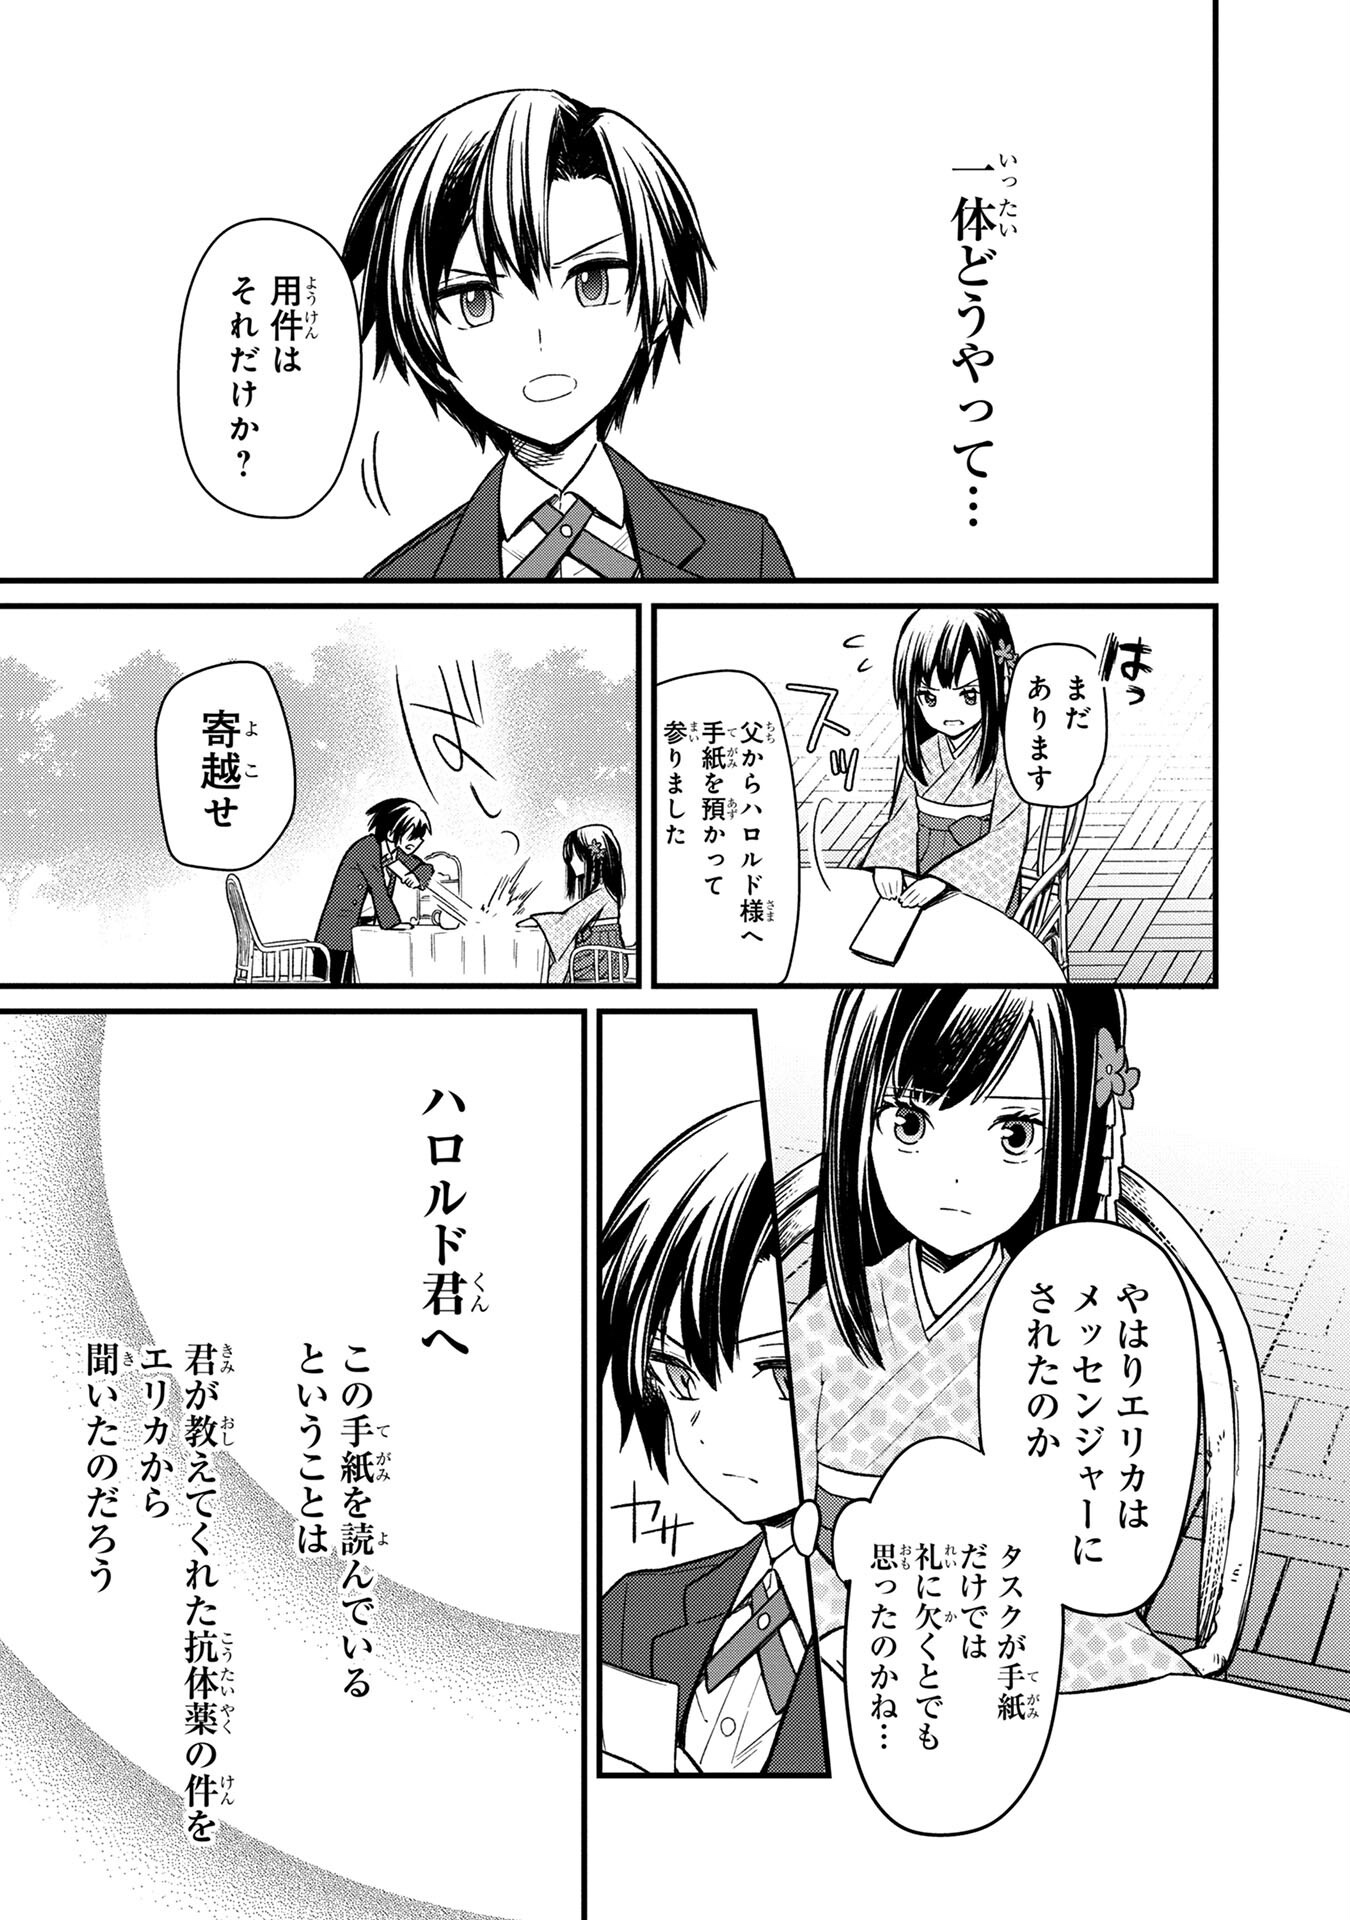 一体どうやって…
用件は
それだけか?
はっ
まだ
あります
スッ
父からハロルド様へ
手紙を預かって
参りました
寄越せ
やはりエリカは
メッセンジャーに
されたのか
タスクが手紙
だけでは
礼に欠くとでも
思ったのかね…
カサ
ハロルド君へ
この手紙を読んでいる
ということは
君が教えてくれた抗体薬の件を
エリカから
聞いたのだろう